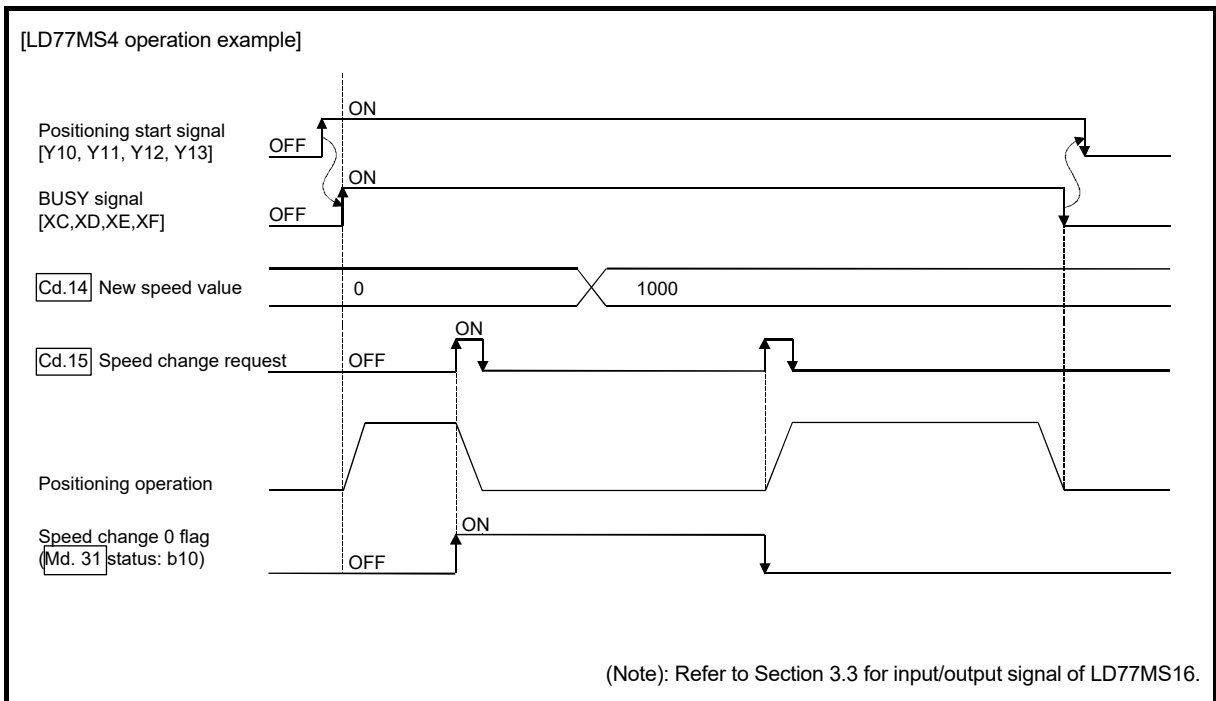 [LD77MS4 operation example]
ON
Positioning start signal
OFF
[Y10, Y11, Y12, Y13]
ON
BUSY signal
OFF
[XC,XD,XE,XF]
Cd.14 New speed value 0 1000
ON
Cd.15 Speed change request OFF
Positioning operation
ON
Speed change 0 flag
(Md. 31 status: b10) OFF
(Note): Refer to Section 3.3 for input/output signal of LD77MS16.